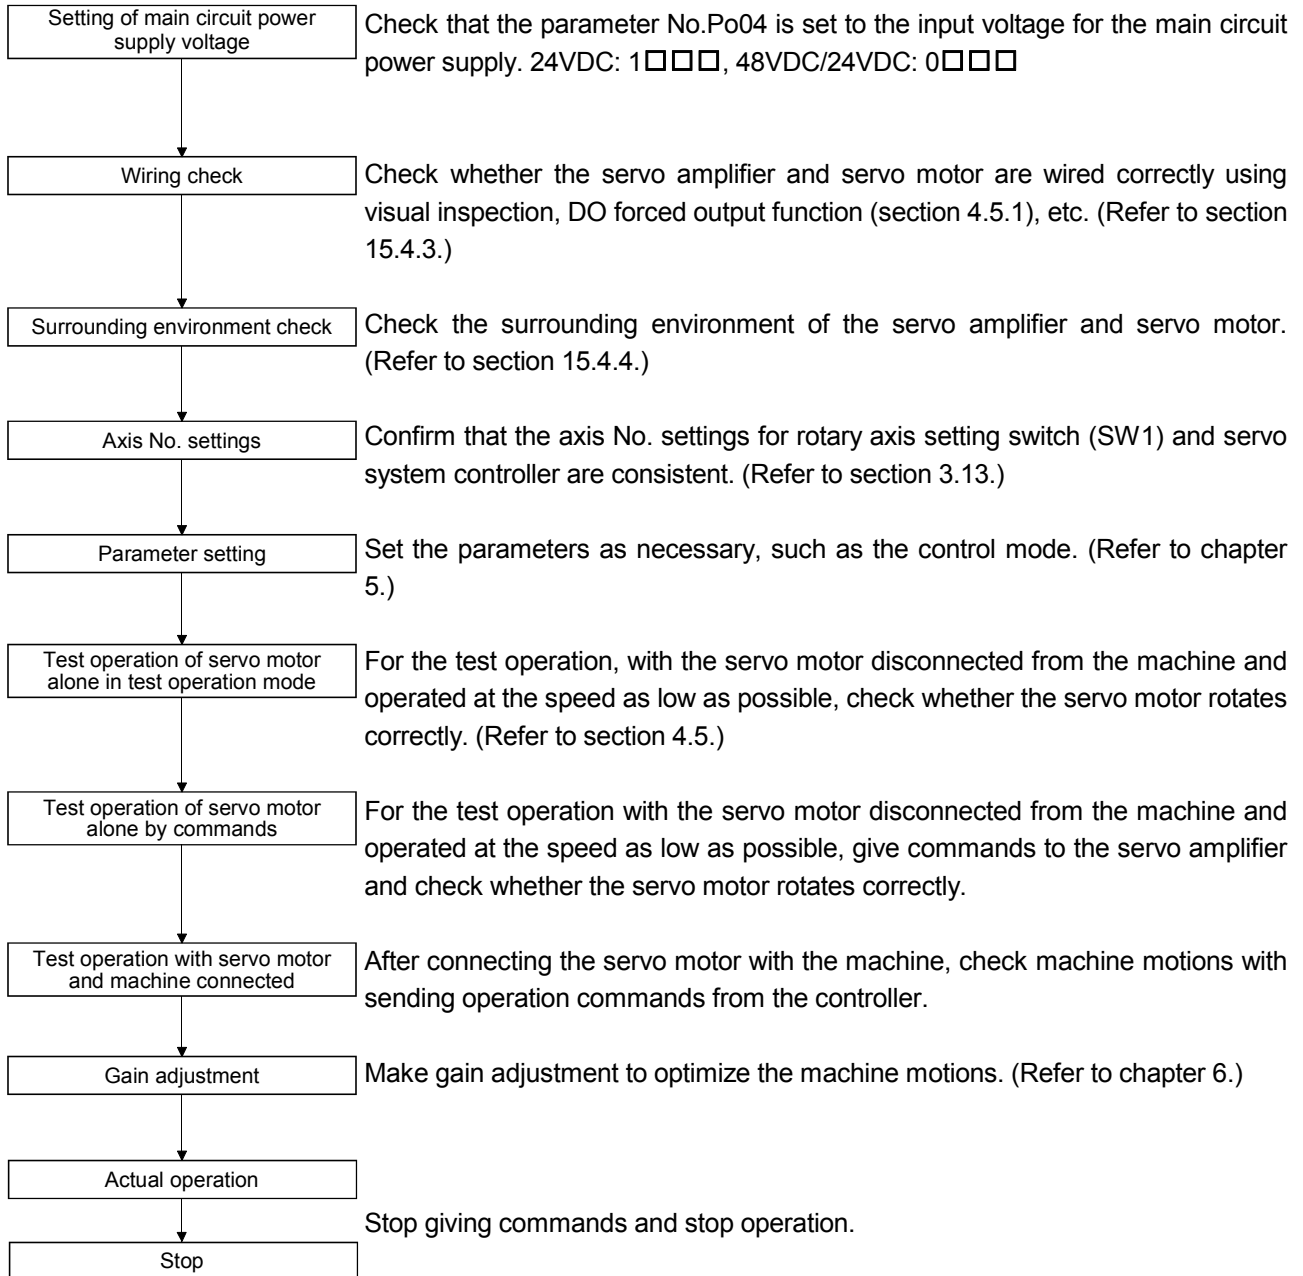 Setting of main circuit power
supply voltage
Check that the parameter No.Po04 is set to the input voltage for the main circuit
power supply. 24VDC: 1□□□, 48VDC/24VDC: 0□□□
Wiring check
Check whether the servo amplifier and servo motor are wired correctly using
visual inspection, DO forced output function (section 4.5.1), etc. (Refer to section
15.4.3.)
Surrounding environment check
Check the surrounding environment of the servo amplifier and servo motor.
(Refer to section 15.4.4.)
Axis No. settings
Confirm that the axis No. settings for rotary axis setting switch (SW1) and servo
system controller are consistent. (Refer to section 3.13.)
Parameter setting
Set the parameters as necessary, such as the control mode. (Refer to chapter
5.)
Test operation of servo motor
alone in test operation mode
For the test operation, with the servo motor disconnected from the machine and
operated at the speed as low as possible, check whether the servo motor rotates
correctly. (Refer to section 4.5.)
Test operation of servo motor
alone by commands
For the test operation with the servo motor disconnected from the machine and
operated at the speed as low as possible, give commands to the servo amplifier
and check whether the servo motor rotates correctly.
Test operation with servo motor
and machine connected
After connecting the servo motor with the machine, check machine motions with
sending operation commands from the controller.
Gain adjustment
Make gain adjustment to optimize the machine motions. (Refer to chapter 6.)
Actual operation
Stop giving commands and stop operation.
Stop